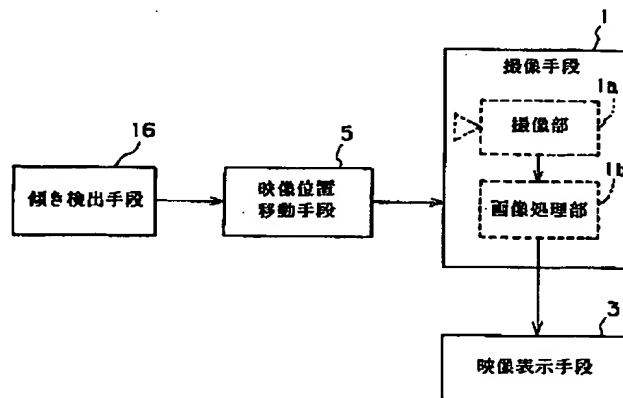 1
撮像手段
1a
撮像部
16
5
傾き検出手段
映像位置
移動手段
1b
画像処理部
3
映像表示手段